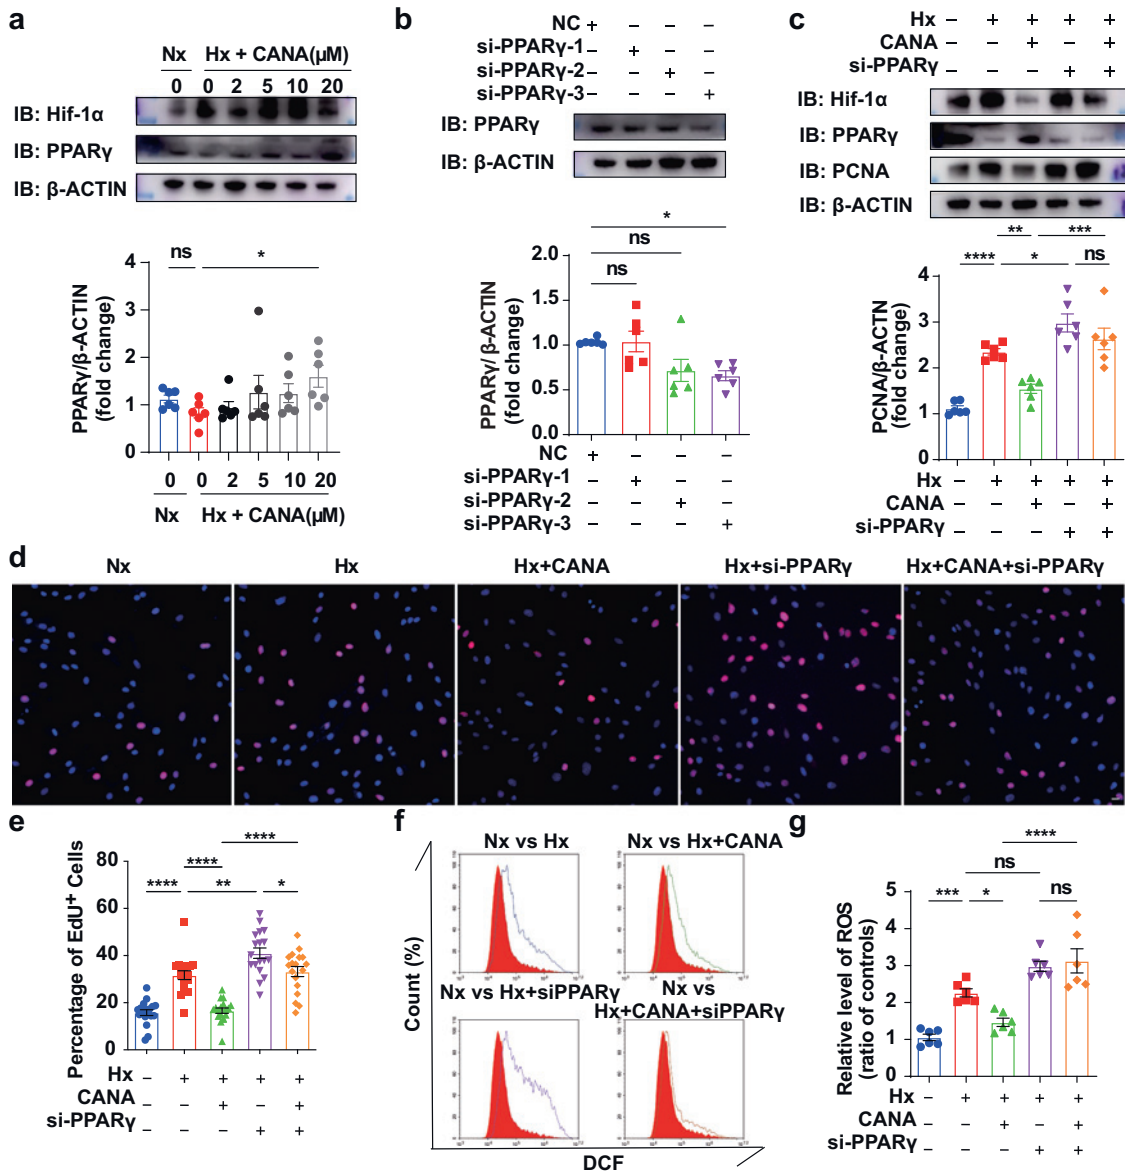 a
Nx Hx + CANA(μM)
0 0 2 5 10 20
IB: Hif-1α
IB: PPARγ
IB: β-ACTIN
ns *
PPARγ/β-ACTIN
(fold change)
4
3
2
1
0
0 0 2 5 10 20
Nx Hx + CANA(μM)
b
NC + – – –
si-PPARγ-1 – + – –
si-PPARγ-2 – – + –
si-PPARγ-3 – – – +
IB: PPARγ
IB: β-ACTIN
*
ns
ns
PPARγ/ β-ACTIN
(fold change)
2.0
1.5
1.0
0.5
0.0
NC + – – –
si-PPARγ-1 – + – –
si-PPARγ-2 – – + –
si-PPARγ-3 – – – +
c
Hx – + + + +
CANA – – + – +
si-PPARγ – – – + +
IB: Hif-1α
IB: PPARγ
IB: PCNA
IB: β-ACTIN
** ***
**** * ns
PCNA/β-ACTN
(fold change)
4
3
2
1
0
Hx – + + + +
CANA – – + – +
si-PPARγ – – – + +
d
Nx Hx Hx+CANA Hx+si-PPARγ Hx+CANA+si-PPARγ
e
****
****
**** ** *
Percentage of EdU⁺ Cells
80
60
40
20
0
Hx – + + + +
CANA – – + – +
si-PPARγ – – – + +
f
Nx vs Hx Nx vs Hx+CANA
Nx vs Hx+siPPARγ Nx vs
Hx+CANA+siPPARγ
Count (%)
DCF
g
****
ns
*** * ns
Relative level of ROS
(ratio of controls)
5
4
3
2
1
0
Hx – + + + +
CANA – – + – +
si-PPARγ – – – + +